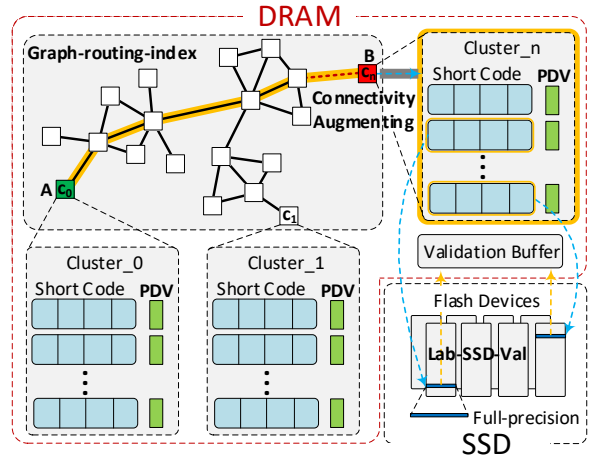 DRAM
Graph-routing-index
B
Cₙ
Connectivity
Augmenting
A
C₀
C₁
Cluster_n
Short Code PDV
Cluster_0
Short Code PDV
Cluster_1
Short Code PDV
Validation Buffer
Flash Devices
Lab-SSD-Val
Full-precision
SSD